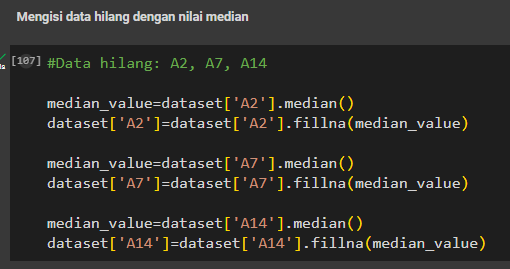 Mengisi data hilang dengan nilai median
[107] #Data hilang: A2, A7, A14
median_value=dataset['A2'].median()
dataset['A2']=dataset['A2'].fillna(median_value)
median_value=dataset['A7'].median()
dataset['A7']=dataset['A7'].fillna(median_value)
median_value=dataset['A14'].median()
dataset['A14']=dataset['A14'].fillna(median_value)